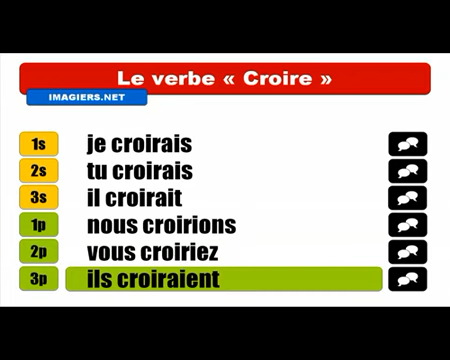 Le verbe « Croire »
IMAGIERS.NET
1s je croirais
2s tu croirais
3s il croirait
1p nous croirions
2p vous croiriez
3p ils croiraient